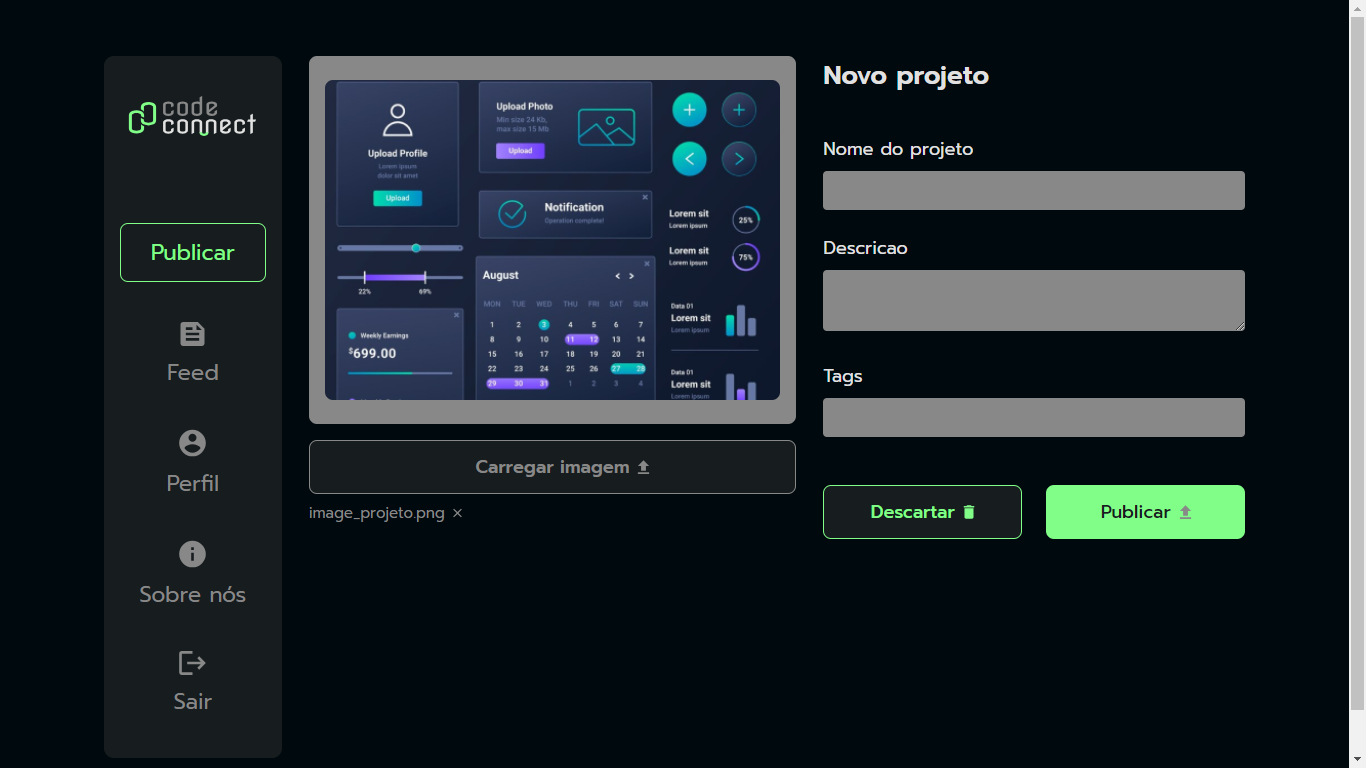 code
connect
Publicar
Feed
Perfil
Sobre nós
Sair
Upload Profile
Lorem ipsum
dolor sit amet
Upload
Upload Photo
Min size 24 Kb,
max size 15 Mb
Upload
Notification
Operation complete!
22%
69%
Weekly Earnings
$699.00
August
< >
MON TUE WED THU FRI SAT SUN
1 2 3 4 5 6 7
8 9 10 11 12 13 14
15 16 17 18 19 20 21
22 23 24 25 26 27 28
29 30 31 1 2 3 4
Lorem sit
Lorem ipsum
25%
Lorem sit
Lorem ipsum
75%
Data 01
Lorem sit
Lorem ipsum
Data 01
Lorem sit
Lorem ipsum
Carregar imagem
image_projeto.png ×
Novo projeto
Nome do projeto
Descricao
Tags
Descartar
Publicar